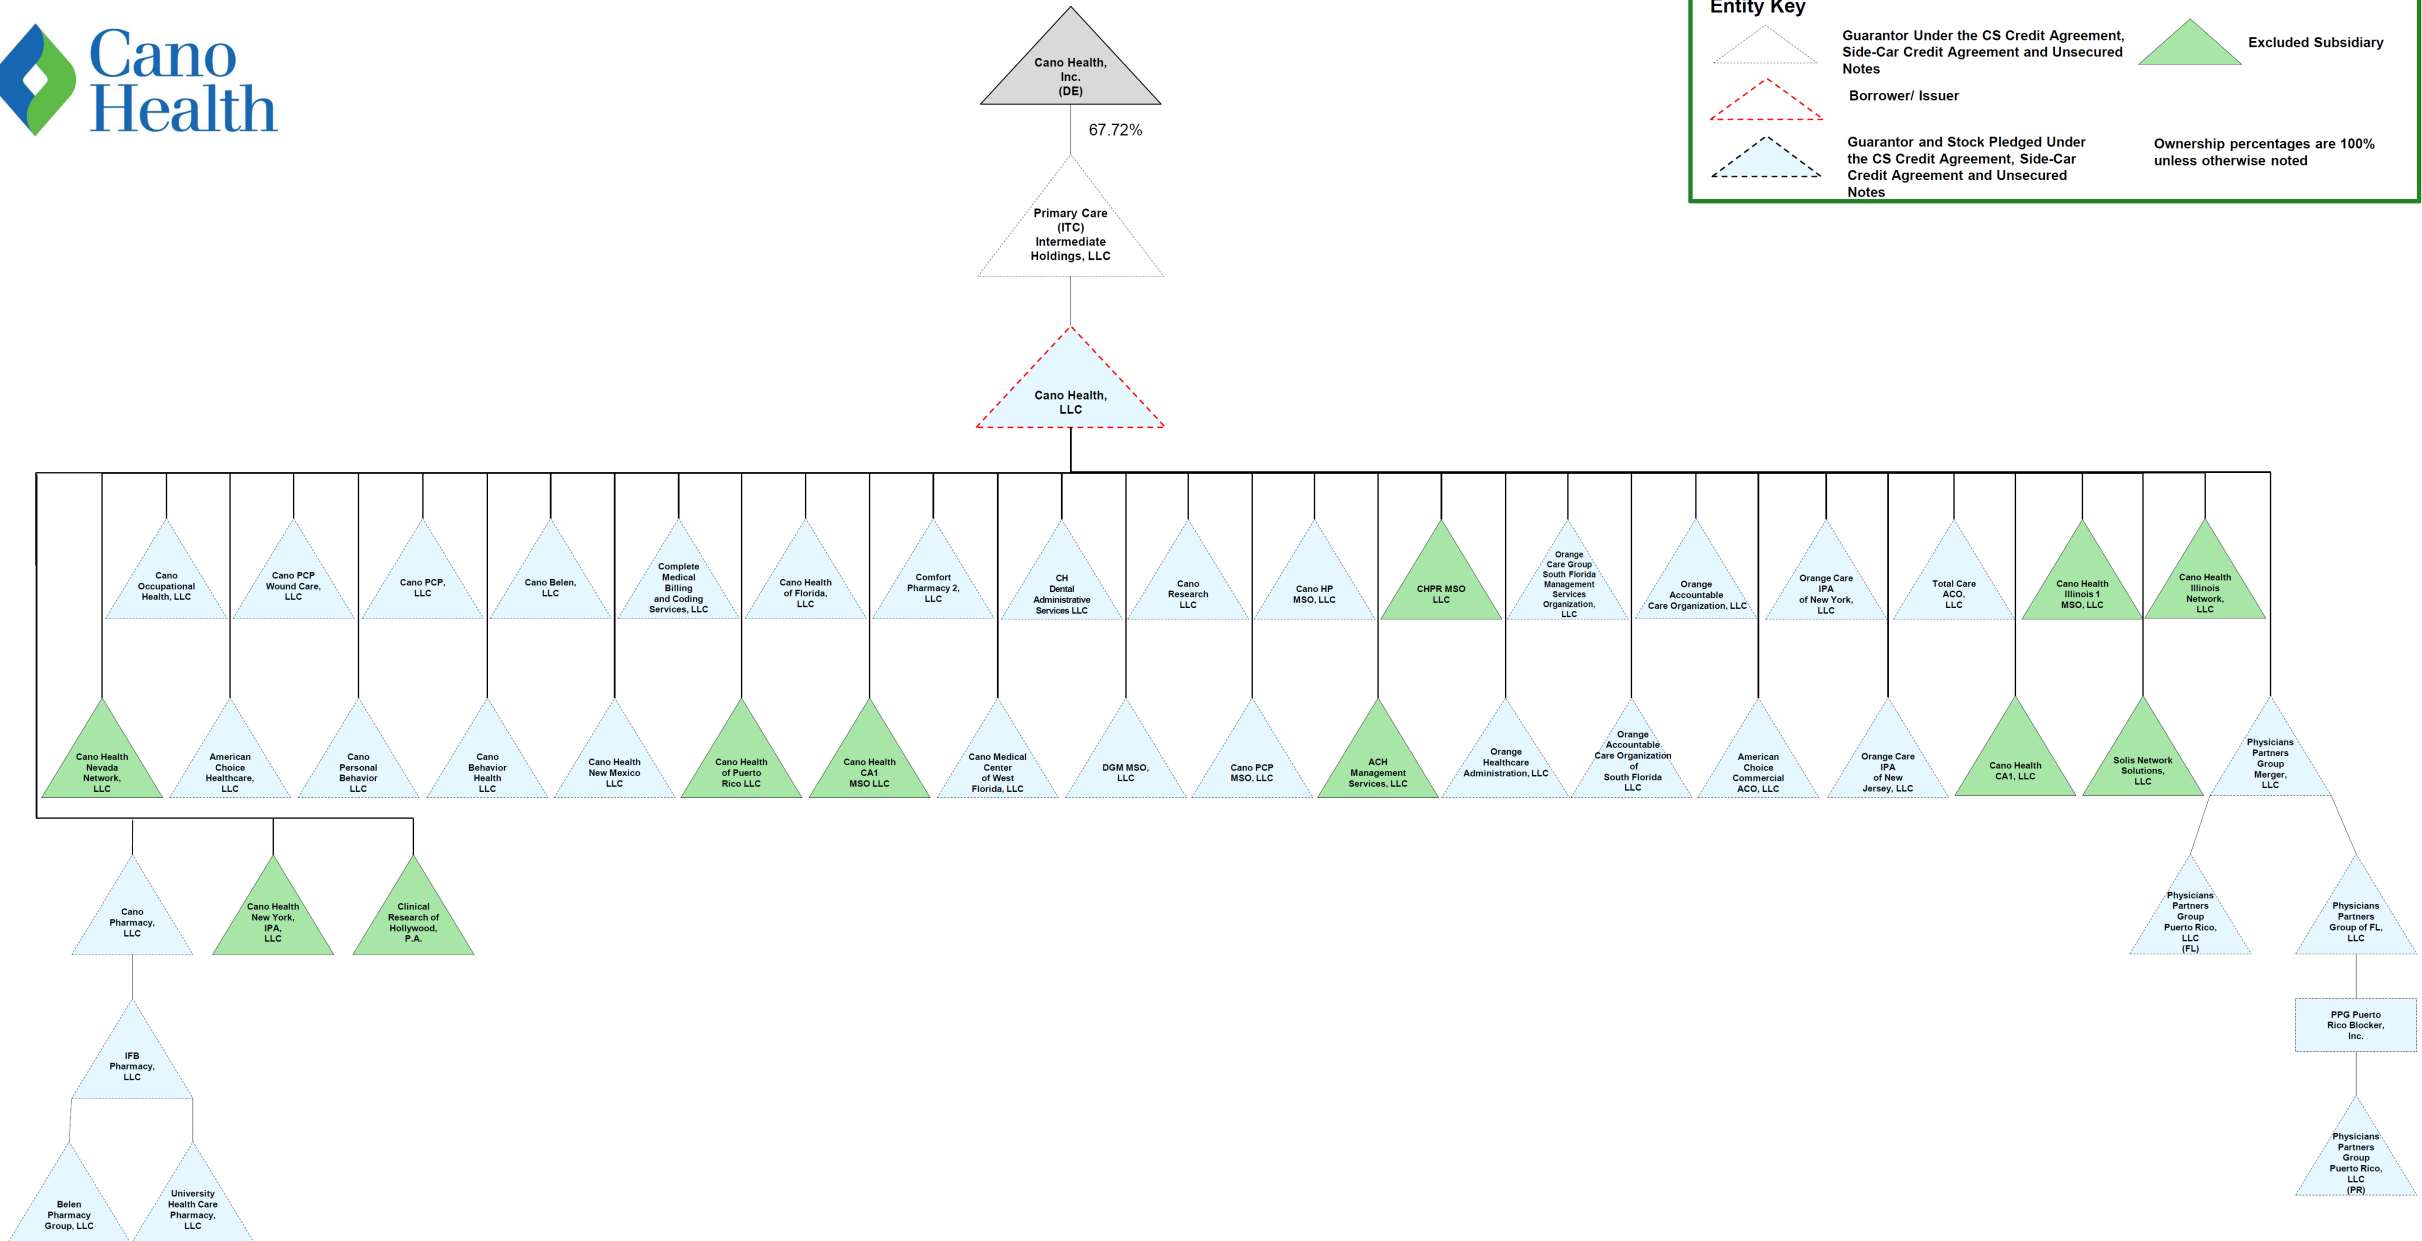 Cano
Health
Entity Key
Guarantor Under the CS Credit Agreement,
Side-Car Credit Agreement and Unsecured
Notes
Excluded Subsidiary
Borrower/ Issuer
Guarantor and Stock Pledged Under
the CS Credit Agreement, Side-Car
Credit Agreement and Unsecured
Notes
Ownership percentages are 100%
unless otherwise noted
Cano Health,
Inc.
(DE)
67.72%
Primary Care
(ITC)
Intermediate
Holdings, LLC
Cano Health,
LLC
Cano
Occupational
Health, LLC
Cano PCP
Wound Care,
LLC
Cano PCP,
LLC
Cano Belen,
LLC
Complete
Medical
Billing
and Coding
Services, LLC
Cano Health
of Florida,
LLC
Comfort
Pharmacy 2,
LLC
CH
Dental
Administrative
Services LLC
Cano
Research
LLC
Cano HP
MSO, LLC
CHPR MSO
LLC
Orange
Care Group
South Florida
Management
Services
Organization,
LLC
Orange
Accountable
Care Organization, LLC
Orange Care
IPA
of New York,
LLC
Total Care
ACO,
LLC
Cano Health
Illinois 1
MSO, LLC
Cano Health
Illinois
Network,
LLC
Cano Health
Nevada
Network,
LLC
American
Choice
Healthcare,
LLC
Cano
Personal
Behavior
LLC
Cano
Behavior
Health
LLC
Cano Health
New Mexico
LLC
Cano Health
of Puerto
Rico LLC
Cano Health
CA1
MSO LLC
Cano Medical
Center
of West
Florida, LLC
DGM MSO,
LLC
Cano PCP
MSO, LLC
ACH
Management
Services, LLC
Orange
Healthcare
Administration, LLC
Orange
Accountable
Care Organization
of
South Florida
LLC
American
Choice
Commercial
ACO, LLC
Orange Care
IPA
of New
Jersey, LLC
Cano Health
CA1, LLC
Solis Network
Solutions,
LLC
Physicians
Partners
Group
Merger,
LLC
Cano
Pharmacy,
LLC
Cano Health
New York,
IPA,
LLC
Clinical
Research of
Hollywood,
P.A.
Physicians
Partners
Group
Puerto Rico,
LLC
(FL)
Physicians
Partners
Group of FL,
LLC
IFB
Pharmacy,
LLC
PPG Puerto
Rico Blocker,
Inc.
Belen
Pharmacy
Group, LLC
University
Health Care
Pharmacy,
LLC
Physicians
Partners
Group
Puerto Rico,
LLC
(PR)